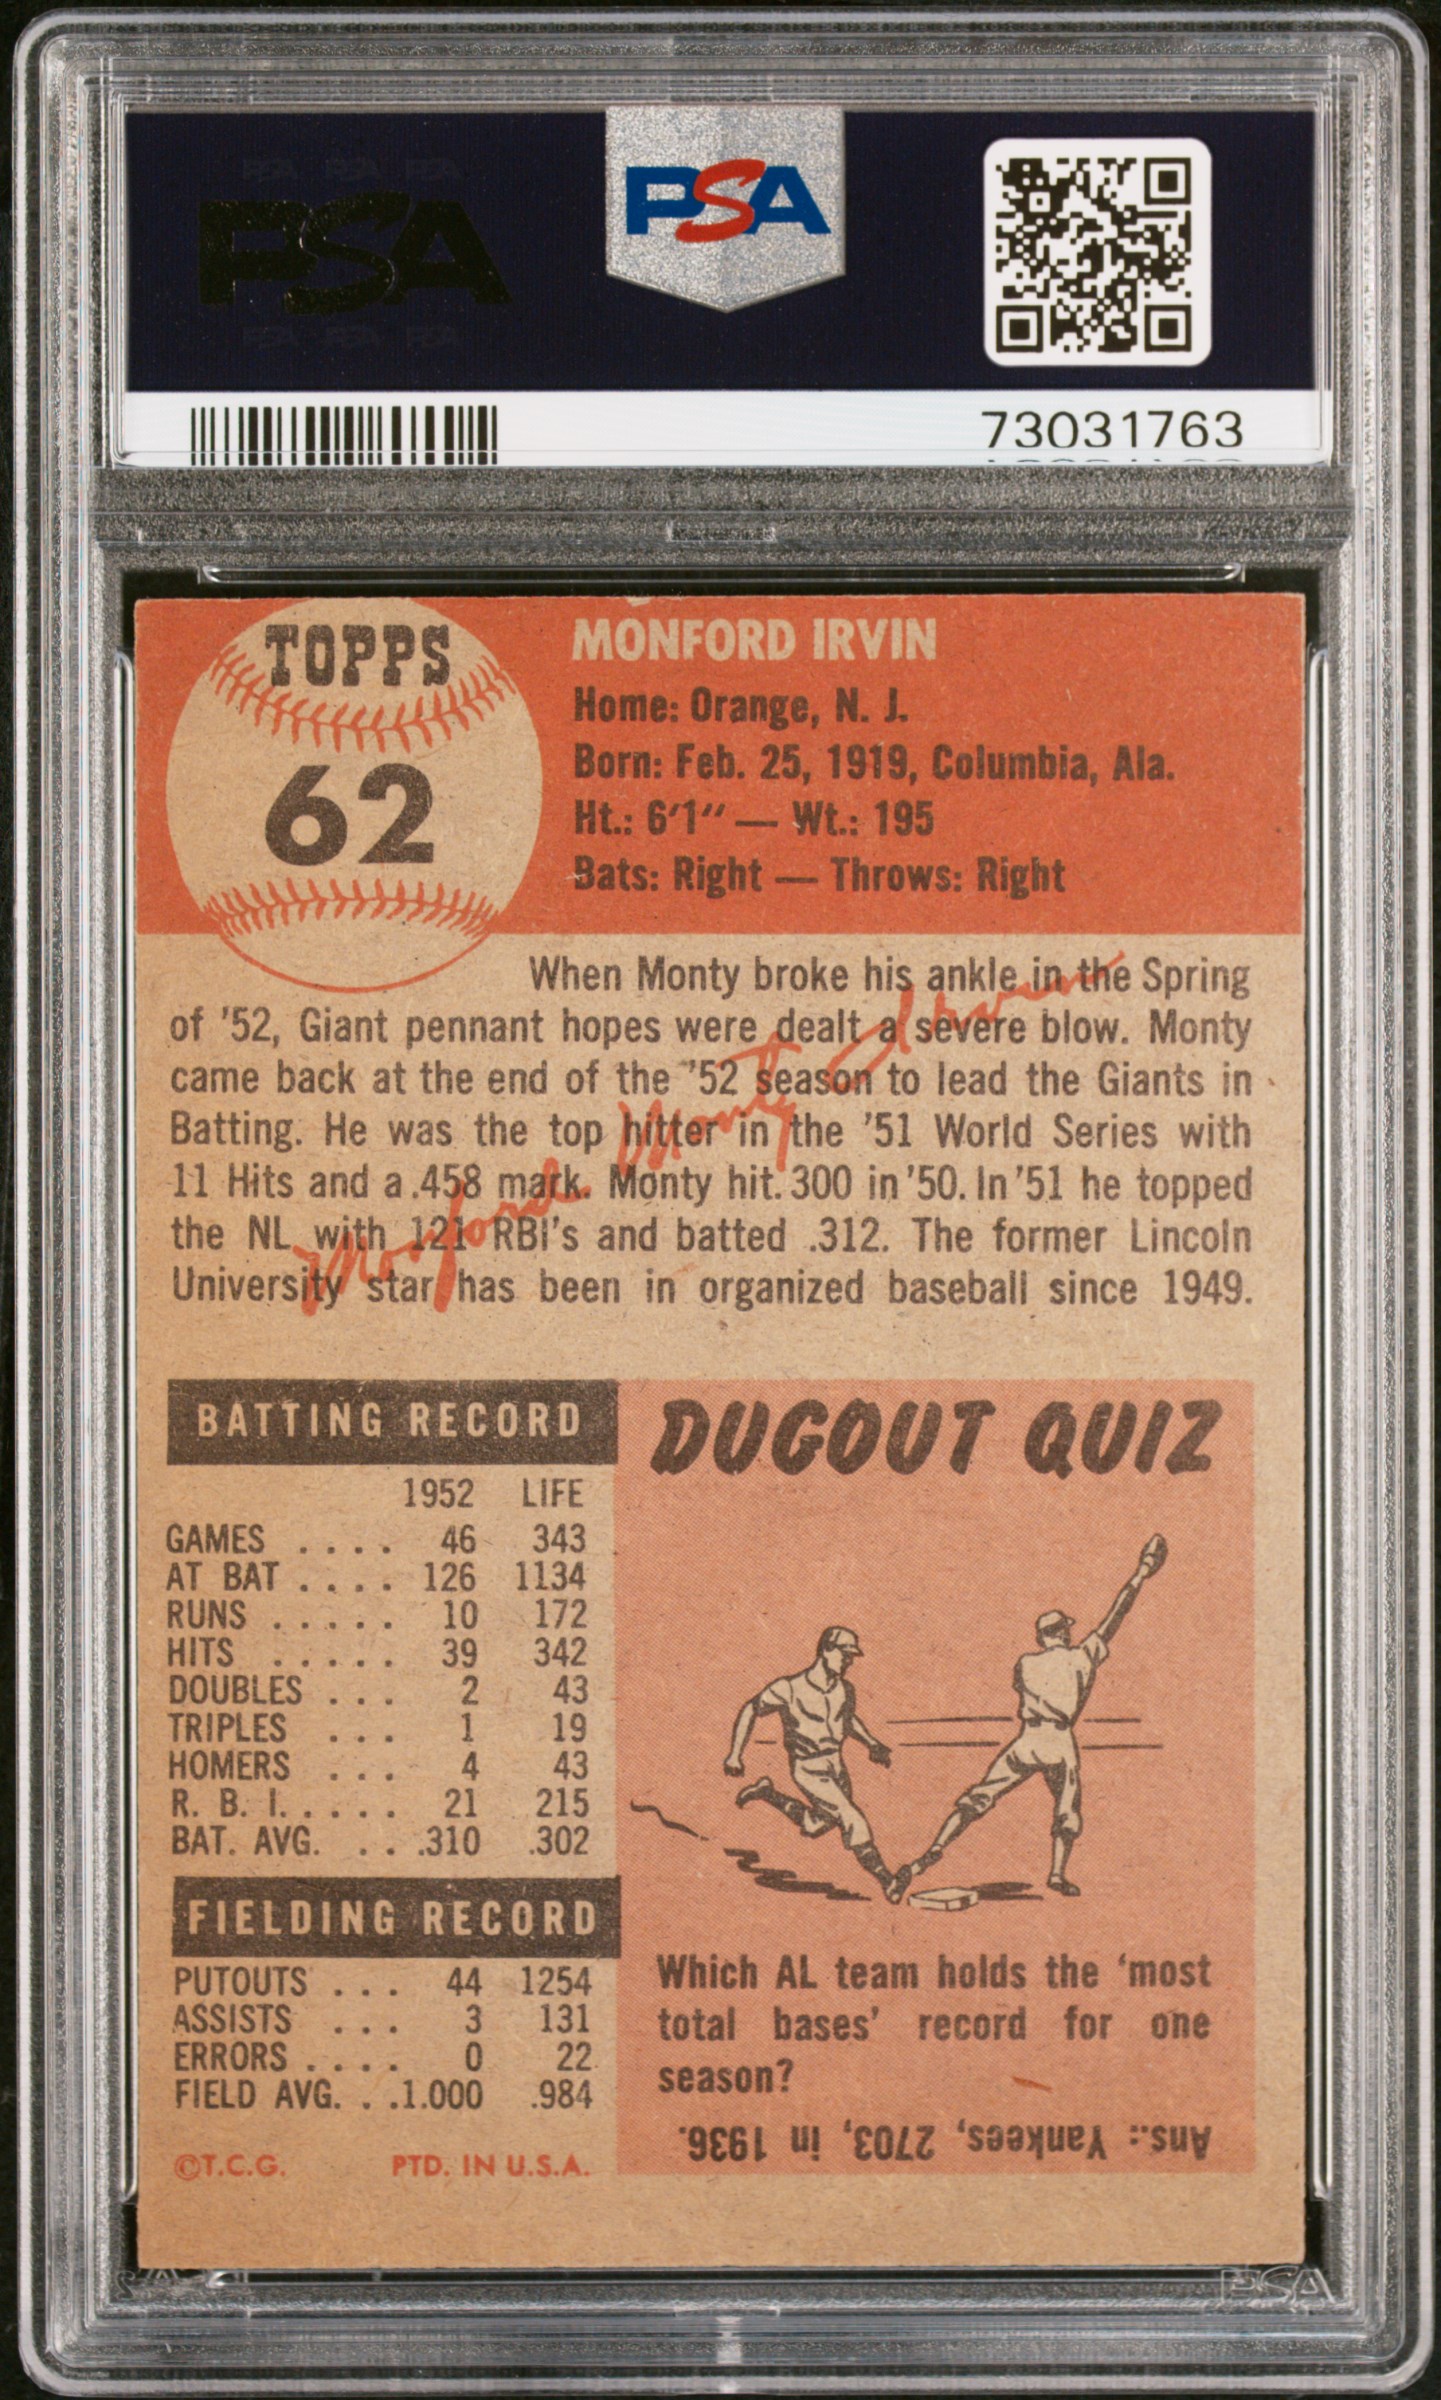 PSA
PSA
73031763
TOPPS
62
MONFORD IRVIN
Home: Orange, N. J.
Born: Feb. 25, 1919, Columbia, Ala.
Ht.: 6'1" — Wt.: 195
Bats: Right — Throws: Right
When Monty broke his ankle in the Spring
of '52, Giant pennant hopes were dealt a severe blow. Monty
came back at the end of the '52 season to lead the Giants in
Batting. He was the top hitter in the '51 World Series with
11 Hits and a .458 mark. Monty hit .300 in '50. In '51 he topped
the NL with 121 RBI's and batted .312. The former Lincoln
University star has been in organized baseball since 1949.
Monford Monty Irvin
BATTING RECORD
1952 LIFE
GAMES . . . . 46 343
AT BAT . . . . 126 1134
RUNS . . . . . 10 172
HITS . . . . . 39 342
DOUBLES . . . 2 43
TRIPLES . . . 1 19
HOMERS . . . 4 43
R. B. I. . . . . . 21 215
BAT. AVG. . . . .310 .302
FIELDING RECORD
PUTOUTS . . . 44 1254
ASSISTS . . . 3 131
ERRORS . . . . 0 22
FIELD AVG. . . .1.000 .984
©T.C.G. PTD. IN U.S.A.
DUGOUT QUIZ
Which AL team holds the 'most
total bases' record for one
season?
Ans.: Yankees, 2703, in 1936.
PSA